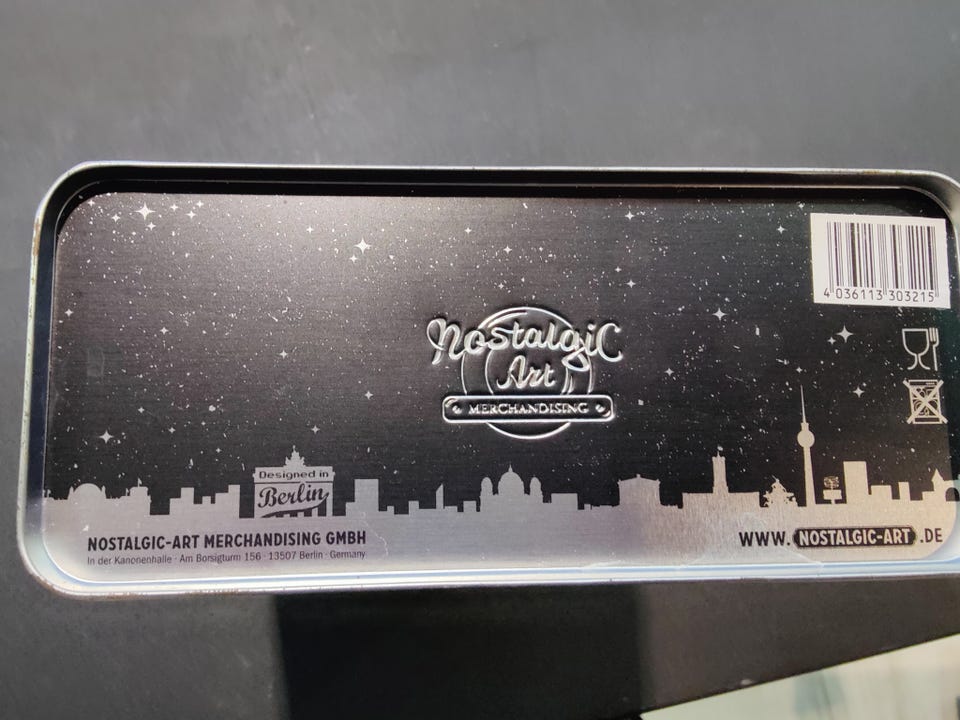 4 036113 303215
Nostalgic
Art
MERCHANDISING
Designed in
Berlin
NOSTALGIC-ART MERCHANDISING GMBH
In der Kanonenhalle · Am Borsigturm 156 · 13507 Berlin · Germany
WWW. NOSTALGIC-ART .DE